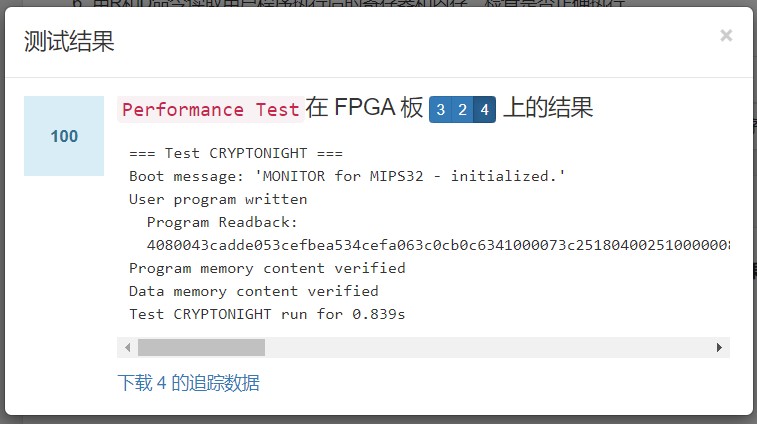 测试结果
×
100
Performance Test 在 FPGA 板 3 2 4 上的结果
=== Test CRYPTONIGHT ===
Boot message: 'MONITOR for MIPS32 - initialized.'
User program written
Program Readback:
4080043cadde053cefbea534cefa063c0cb0c6341000073c251804002510000008
Program memory content verified
Data memory content verified
Test CRYPTONIGHT run for 0.839s
下载 4 的追踪数据